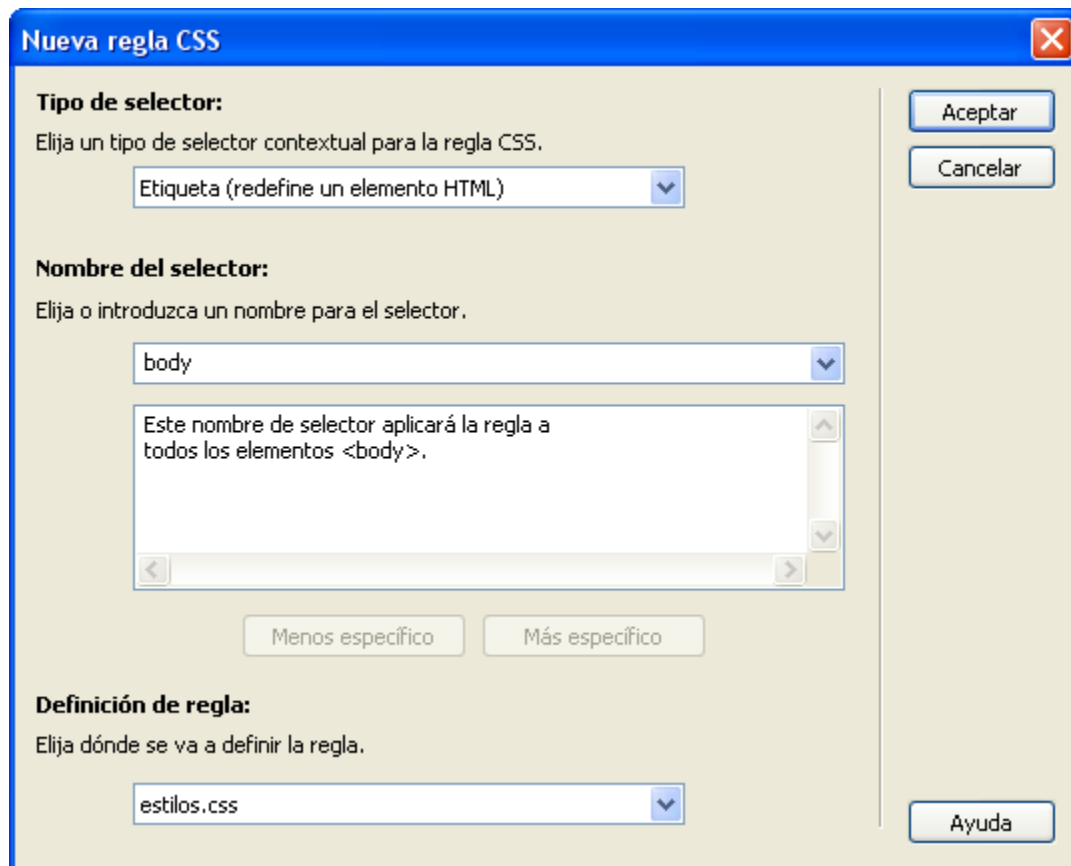 Nueva regla CSS
Tipo de selector:
Aceptar
Elija un tipo de selector contextual para la regla CSS.
Cancelar
Etiqueta (redefine un elemento HTML)
Nombre del selector:
Elija o introduzca un nombre para el selector.
body
Este nombre de selector aplicará la regla a
todos los elementos <body>.
Menos específico
Más específico
Definición de regla:
Elija dónde se va a definir la regla.
estilos.css
Ayuda